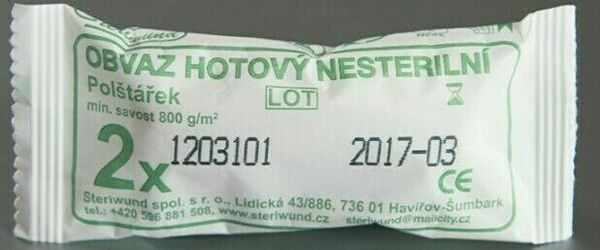 OBVAZ HOTOVÝ NESTERILNÍ
Polštářek
LOT
min. savost 800 g/m²
2x 1203101 2017-03
CE
Steriwund spol. s r. o., Lidická 43/886, 736 01 Havířov-Šumbark
tel.: +420 596 881 508, www.steriwund.cz steriwund@mailcity.cz